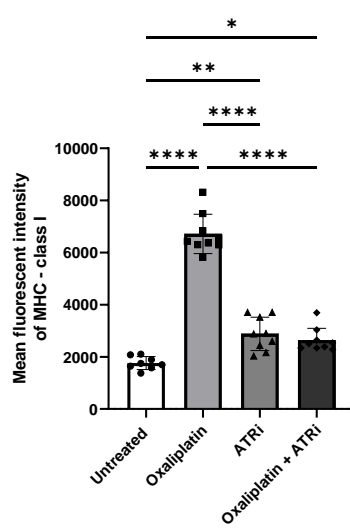 *
**
****
**** ****
10000
8000
6000
4000
2000
0
Mean fluorescent intensity
of MHC - class I
Untreated
Oxaliplatin
ATRi
Oxaliplatin + ATRi